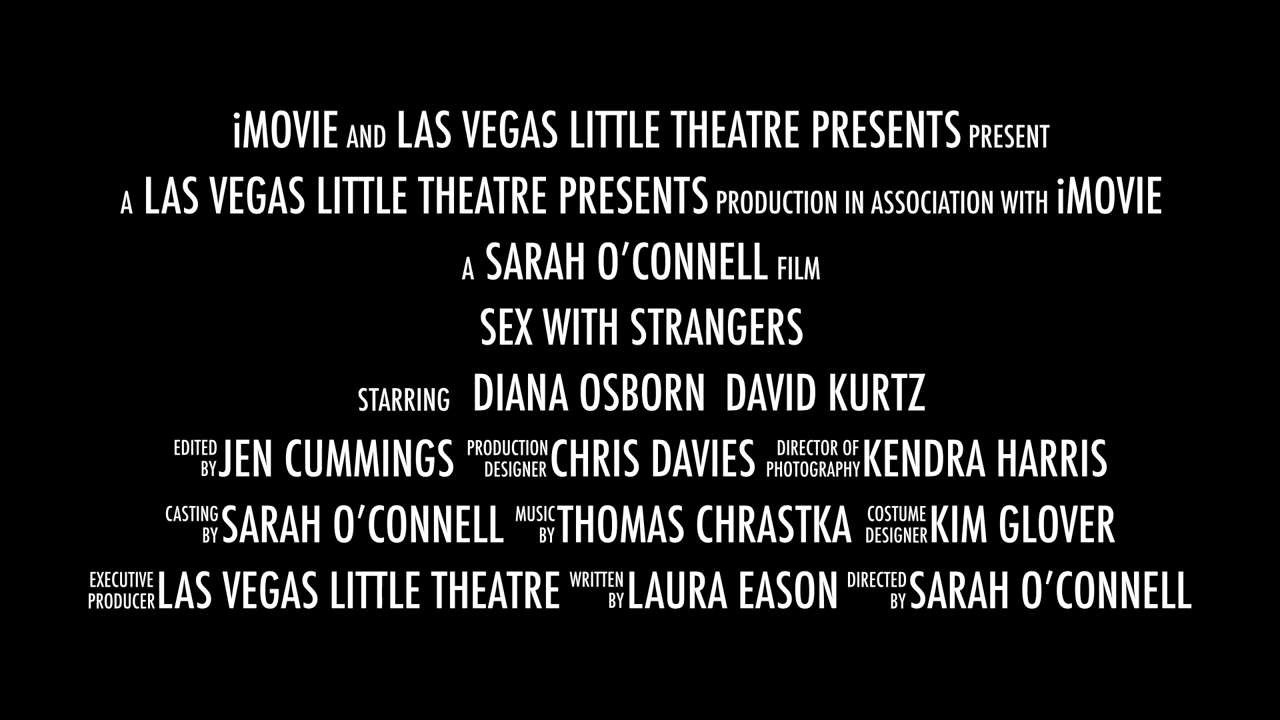 iMOVIE AND LAS VEGAS LITTLE THEATRE PRESENTS PRESENT
A LAS VEGAS LITTLE THEATRE PRESENTS PRODUCTION IN ASSOCIATION WITH iMOVIE
A SARAH O’CONNELL FILM
SEX WITH STRANGERS
STARRING DIANA OSBORN DAVID KURTZ
EDITED BY JEN CUMMINGS PRODUCTION DESIGNER CHRIS DAVIES DIRECTOR OF PHOTOGRAPHY KENDRA HARRIS
CASTING BY SARAH O’CONNELL MUSIC BY THOMAS CHRASTKA COSTUME DESIGNER KIM GLOVER
EXECUTIVE PRODUCER LAS VEGAS LITTLE THEATRE WRITTEN BY LAURA EASON DIRECTED BY SARAH O’CONNELL